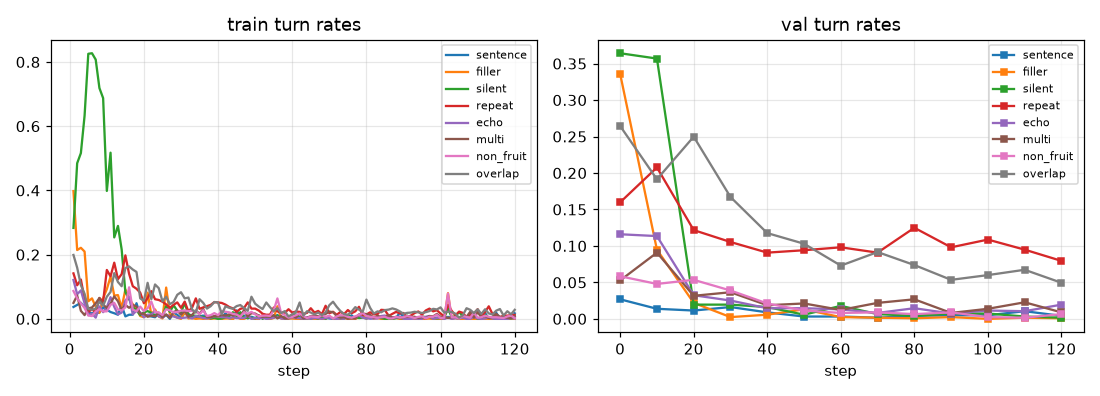 train turn rates
0.8
0.6
0.4
0.2
0.0
0 20 40 60 80 100 120
step
sentence
filler
silent
repeat
echo
multi
non_fruit
overlap
val turn rates
0.35
0.30
0.25
0.20
0.15
0.10
0.05
0.00
0 20 40 60 80 100 120
step
sentence
filler
silent
repeat
echo
multi
non_fruit
overlap